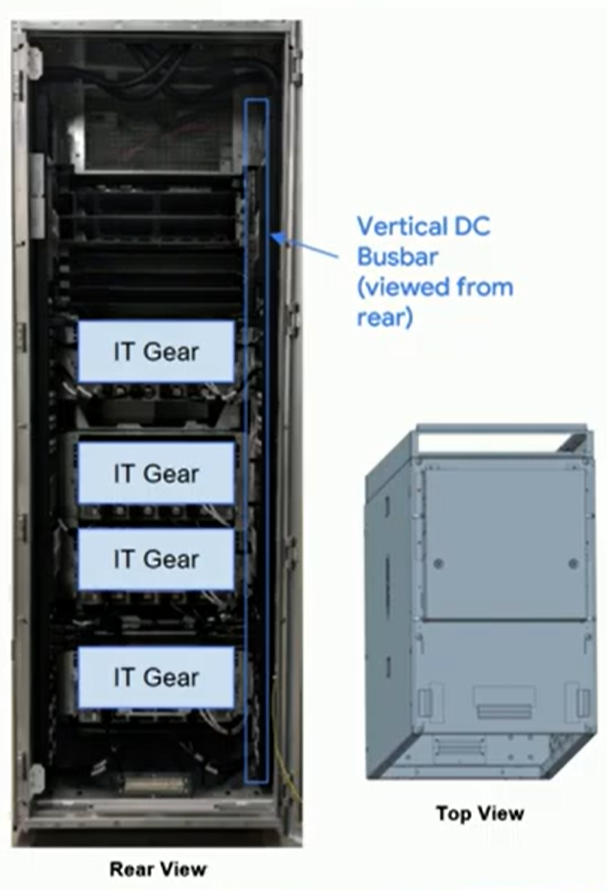 Vertical DC
Busbar
(viewed from
rear)
IT Gear
IT Gear
IT Gear
IT Gear
Top View
Rear View